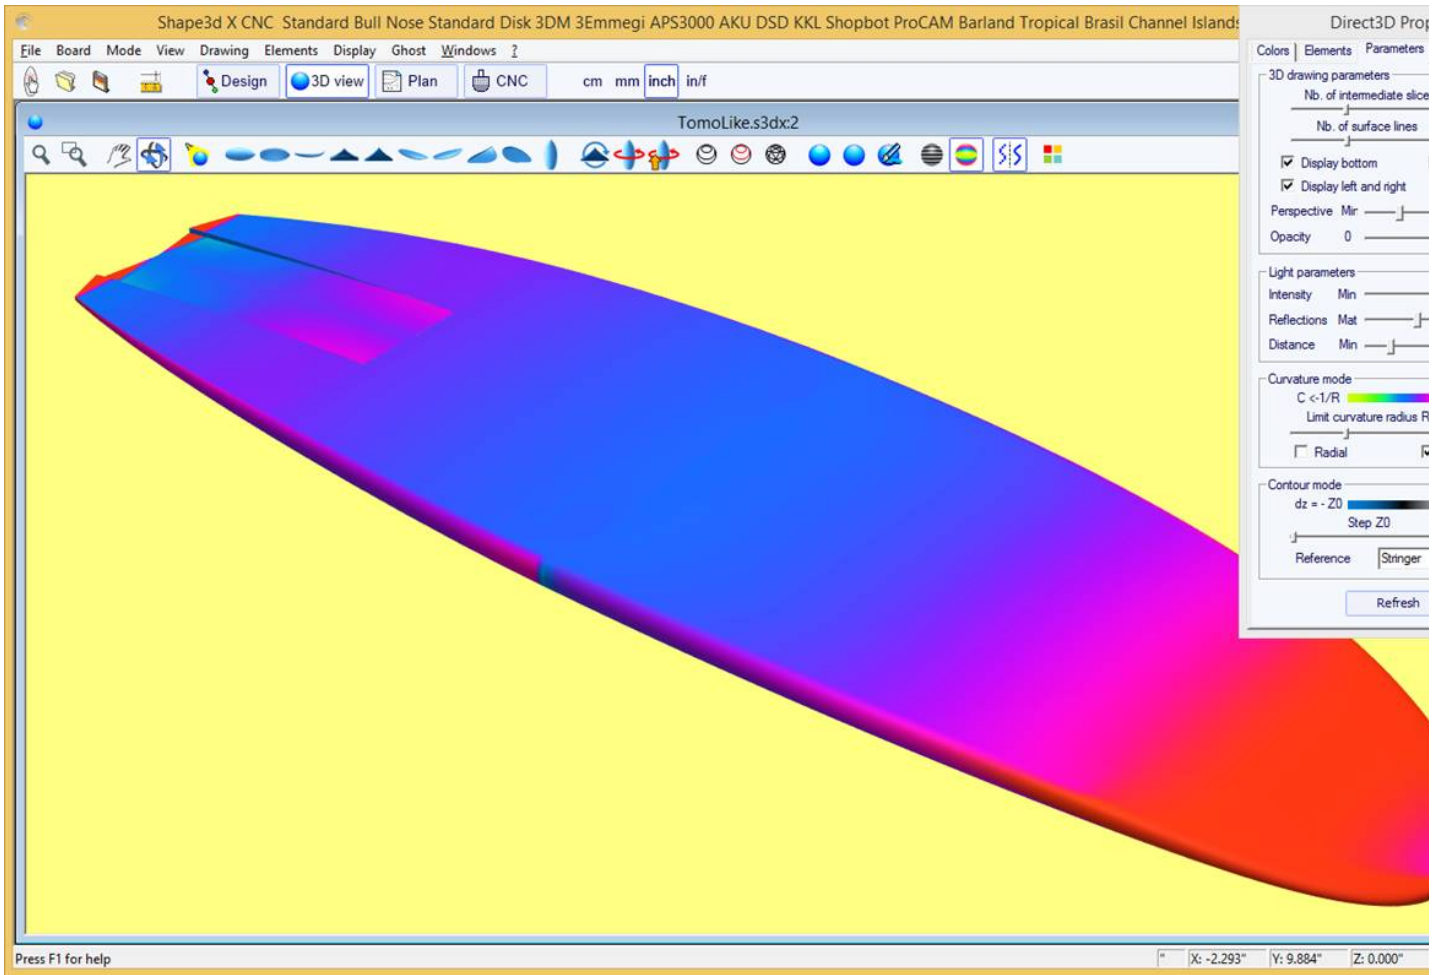 Shape3d X CNC  Standard Bull Nose Standard Disk 3DM 3Emmegi APS3000 AKU DSD KKL Shopbot ProCAM Barland Tropical Brasil Channel Islands
File Board Mode View Drawing Elements Display Ghost Windows ?
Design 3D view Plan CNC cm mm inch in/f
TomoLike.s3dx:2
Direct3D Prop
Colors Elements Parameters
3D drawing parameters
Nb. of intermediate slice
Nb. of surface lines
Display bottom
Display left and right
Perspective Min
Opacity 0
Light parameters
Intensity Min
Reflections Mat
Distance Min
Curvature mode
C <-1/R
Limit curvature radius R
Radial
Contour mode
dz = - Z0
Step Z0
Reference Stringer
Refresh
Press F1 for help " X: -2.293" Y: 9.884" Z: 0.000"